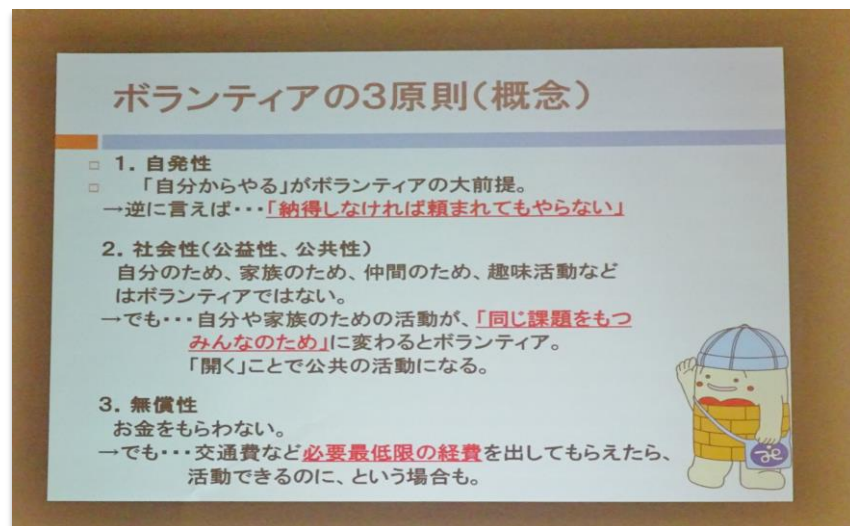 ボランティアの3原則(概念)
□ 1. 自発性
□ 「自分からやる」がボランティアの大前提。
→逆に言えば・・・「納得しなければ頼まれてもやらない」
2. 社会性(公益性、公共性)
自分のため、家族のため、仲間のため、趣味活動など
はボランティアではない。
→でも・・・自分や家族のための活動が、「同じ課題をもつ
みんなのため」に変わるとボランティア。
「開く」ことで公共の活動になる。
3. 無償性
お金をもらわない。
→でも・・・交通費など必要最低限の経費を出してもらえたら、
活動できるのに、という場合も。